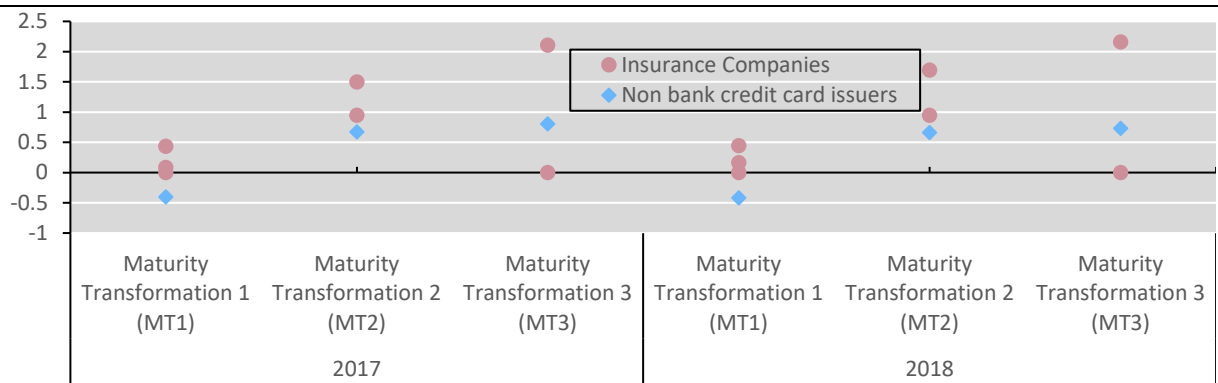 2.5
2
1.5
1
0.5
0
-0.5
-1
Insurance Companies
Non bank credit card issuers
Maturity
Transformation 1
(MT1)
Maturity
Transformation 2
(MT2)
Maturity
Transformation 3
(MT3)
Maturity
Transformation 1
(MT1)
Maturity
Transformation 2
(MT2)
Maturity
Transformation 3
(MT3)
2017
2018